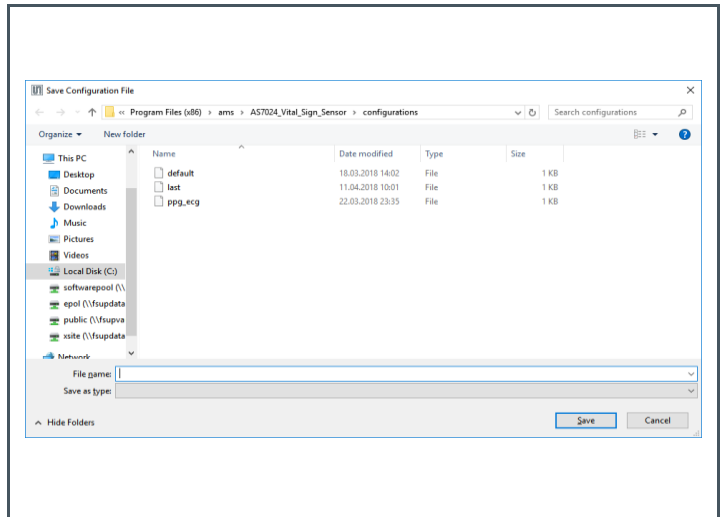 Save Configuration File
« Program Files (x86) › ams › AS7024_Vital_Sign_Sensor › configurations
Search configurations
Organize
New folder
?
Name Date modified Type Size
This PC
Desktop
Documents
Downloads
Music
Pictures
Videos
Local Disk (C:)
softwarepool (\\
epol (\\fsupdata
public (\\fsupva
xsite (\\fsupdata
Network
default 18.03.2018 14:02 File 1 KB
last 11.04.2018 10:01 File 1 KB
ppg_ecg 22.03.2018 23:35 File 1 KB
File name:
Save as type:
Hide Folders
Save
Cancel